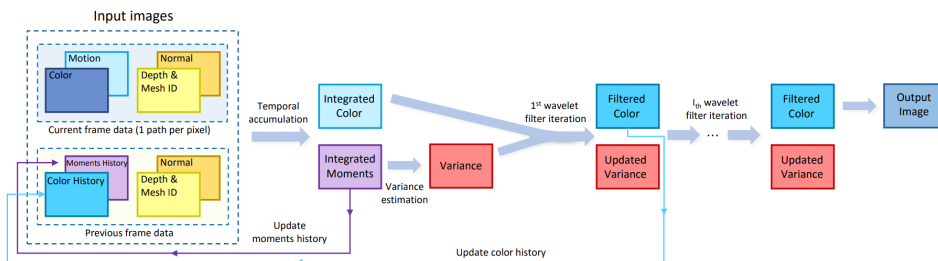 Input images
Motion
Normal
Color
Depth &
Mesh ID
Current frame data (1 path per pixel)
Moments History
Normal
Color History
Depth &
Mesh ID
Previous frame data
Temporal
accumulation
Integrated
Color
Integrated
Moments
Variance
estimation
Variance
Update
moments history
1st wavelet
filter iteration
Filtered
Color
Updated
Variance
Update color history
Ith wavelet
filter iteration
...
Filtered
Color
Updated
Variance
Output
Image